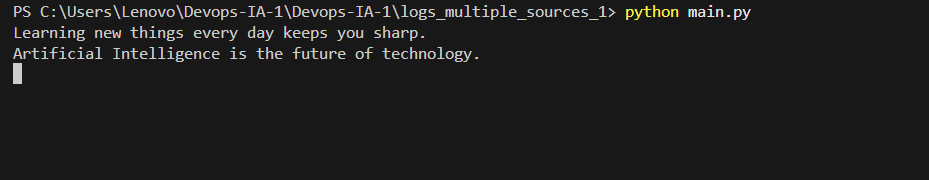 PS C:\Users\Lenovo\Devops-IA-1\Devops-IA-1\logs_multiple_sources_1> python main.py
Learning new things every day keeps you sharp.
Artificial Intelligence is the future of technology.